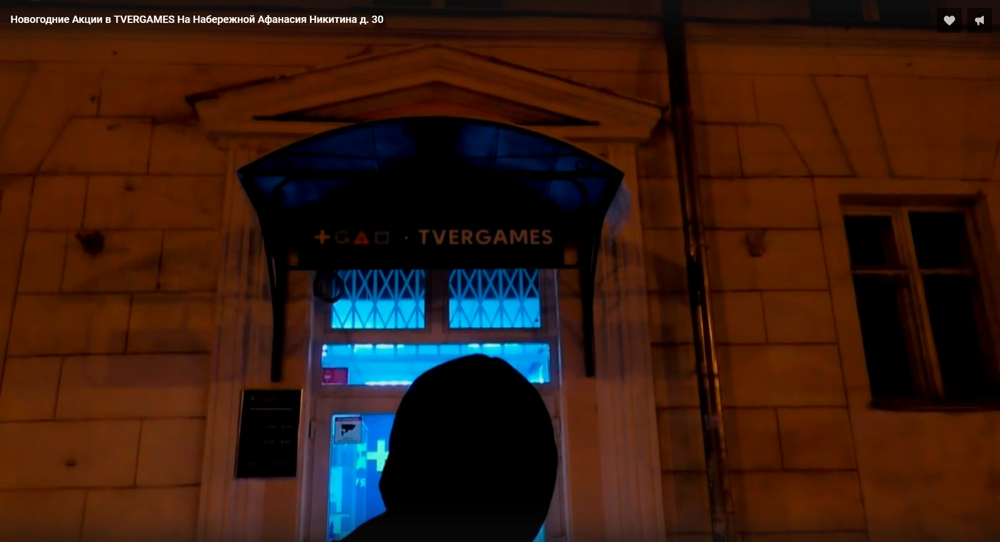 Новогодние Акции в TVERGAMES На Набережной Афанасия Никитина д. 30
· TVERGAMES